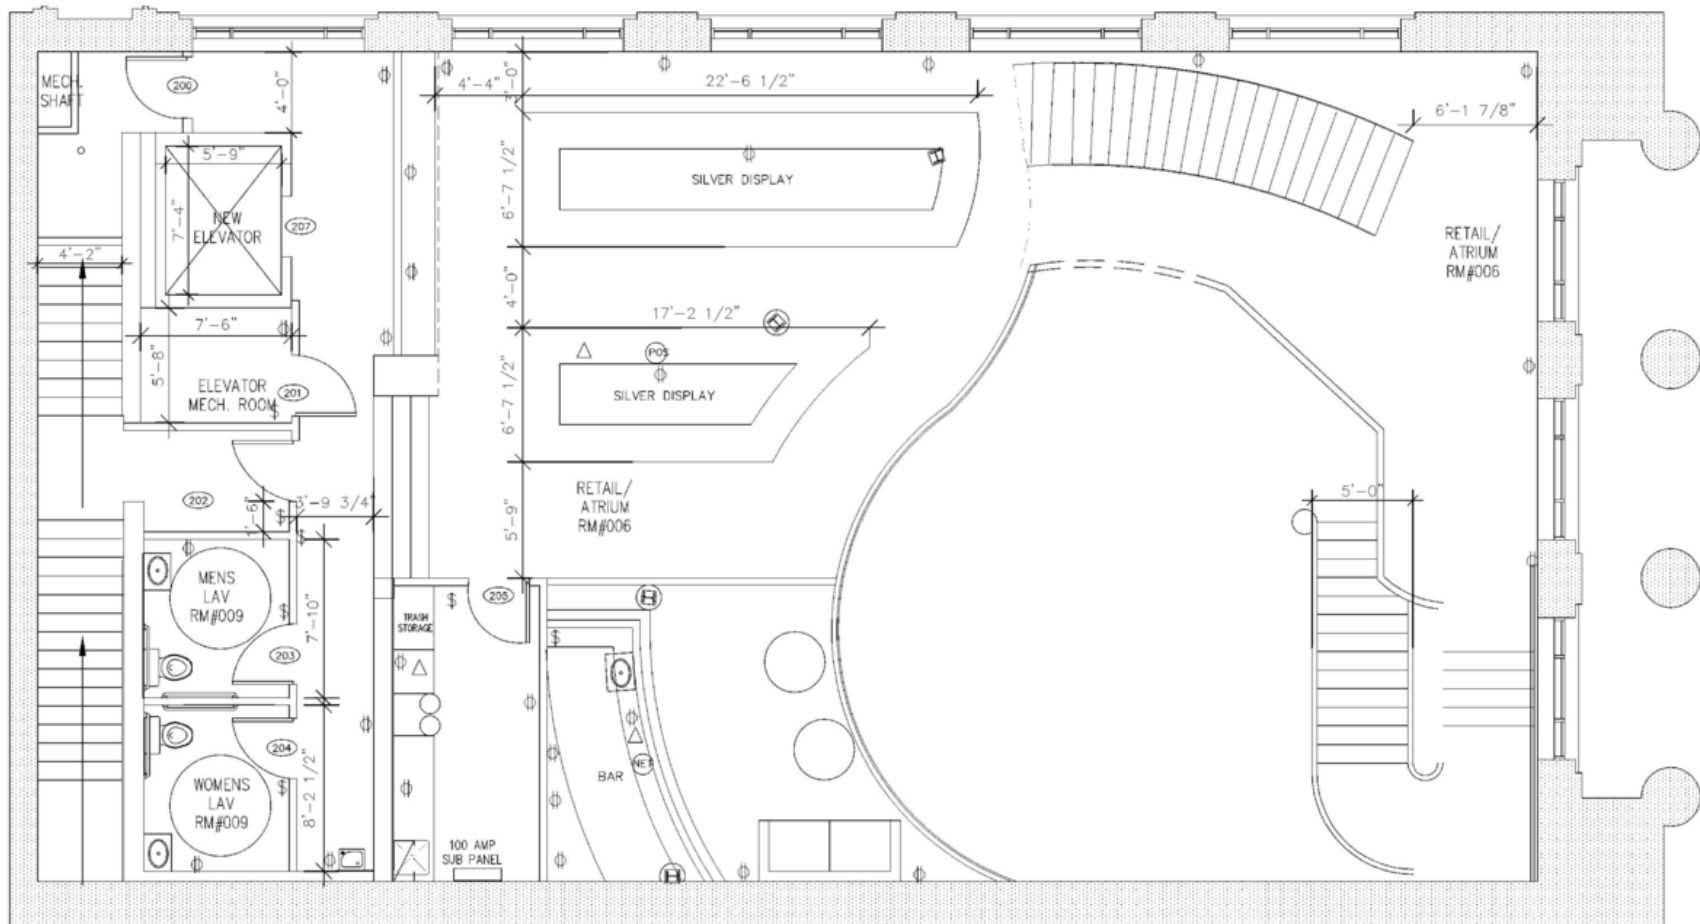 MECH.
SHAFT
200
4'-0"
4'-4"
22'-6 1/2"
6'-1 7/8"
5'-9"
7'-4"
NEW
ELEVATOR
207
6'-7 1/2"
SILVER DISPLAY
RETAIL/
ATRIUM
RM#006
4'-2"
4'-0"
7'-6"
17'-2 1/2"
5'-8"
POS
ELEVATOR
MECH. ROOM
201
$
6'-7 1/2"
SILVER DISPLAY
202
1'-6"
$
3'-9 3/4"
$
RETAIL/
ATRIUM
RM#006
5'-9"
5'-0"
MENS
LAV
RM#009
$
7'-10"
203
TRASH
STORAGE
$
205
$
204
WOMENS
LAV
RM#009
$
8'-2 1/2"
BAR
NET
100 AMP
SUB PANEL